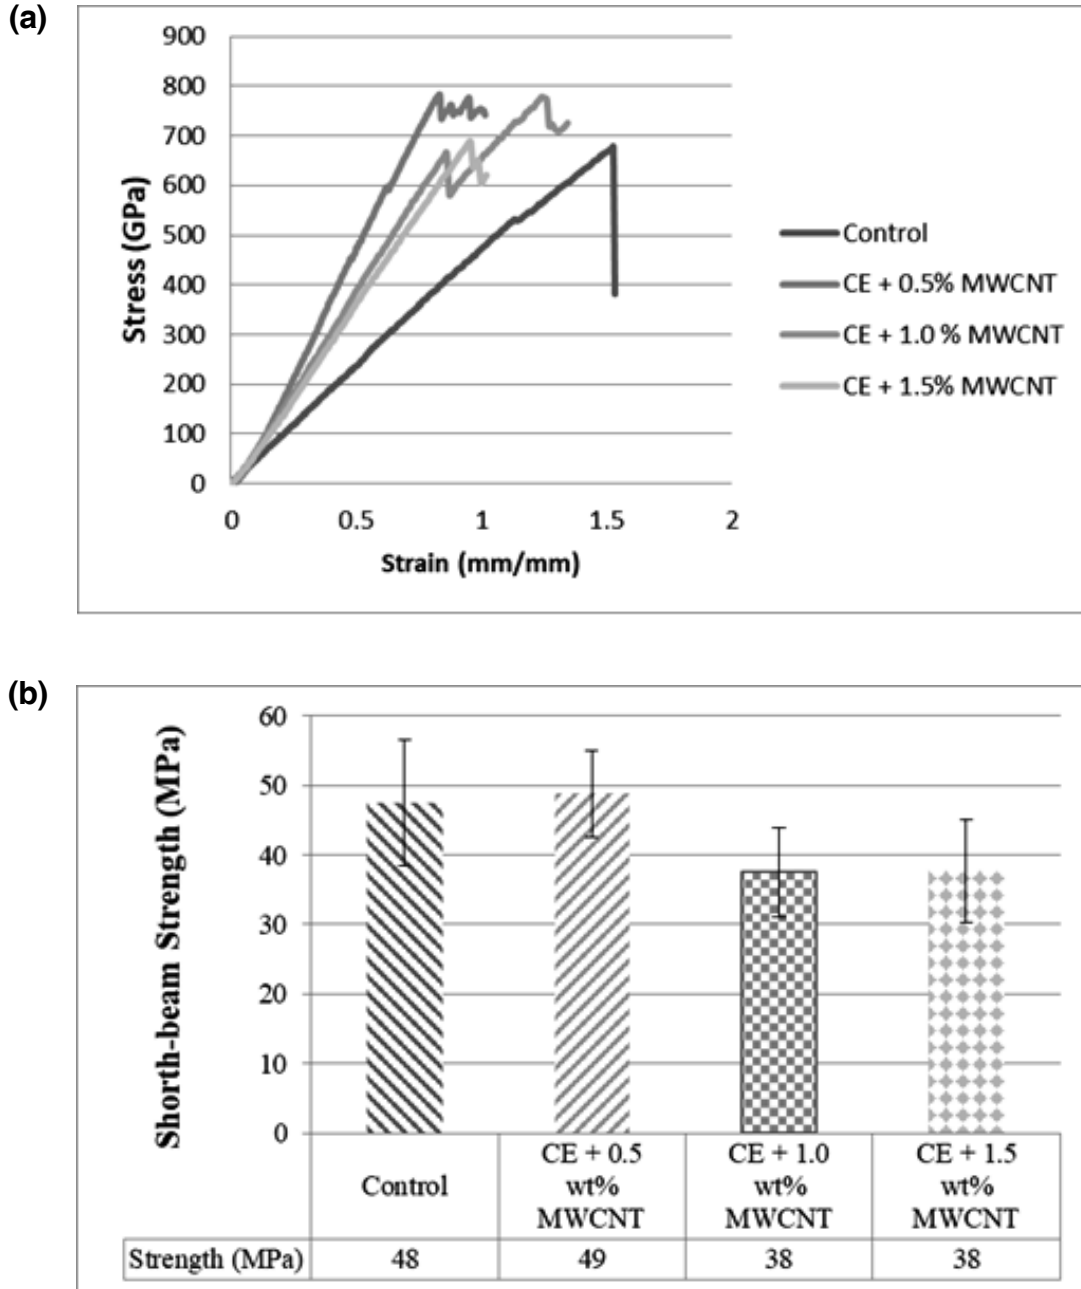 (a)
900
800
700
600
500
400
300
200
100
0
Stress (GPa)
0 0.5 1 1.5 2
Strain (mm/mm)
Control
CE + 0.5% MWCNT
CE + 1.0 % MWCNT
CE + 1.5% MWCNT
(b)
Shorth-beam Strength (MPa)
60
50
40
30
20
10
0
Control
CE + 0.5
wt%
MWCNT
CE + 1.0
wt%
MWCNT
CE + 1.5
wt%
MWCNT
Strength (MPa) 48 49 38 38